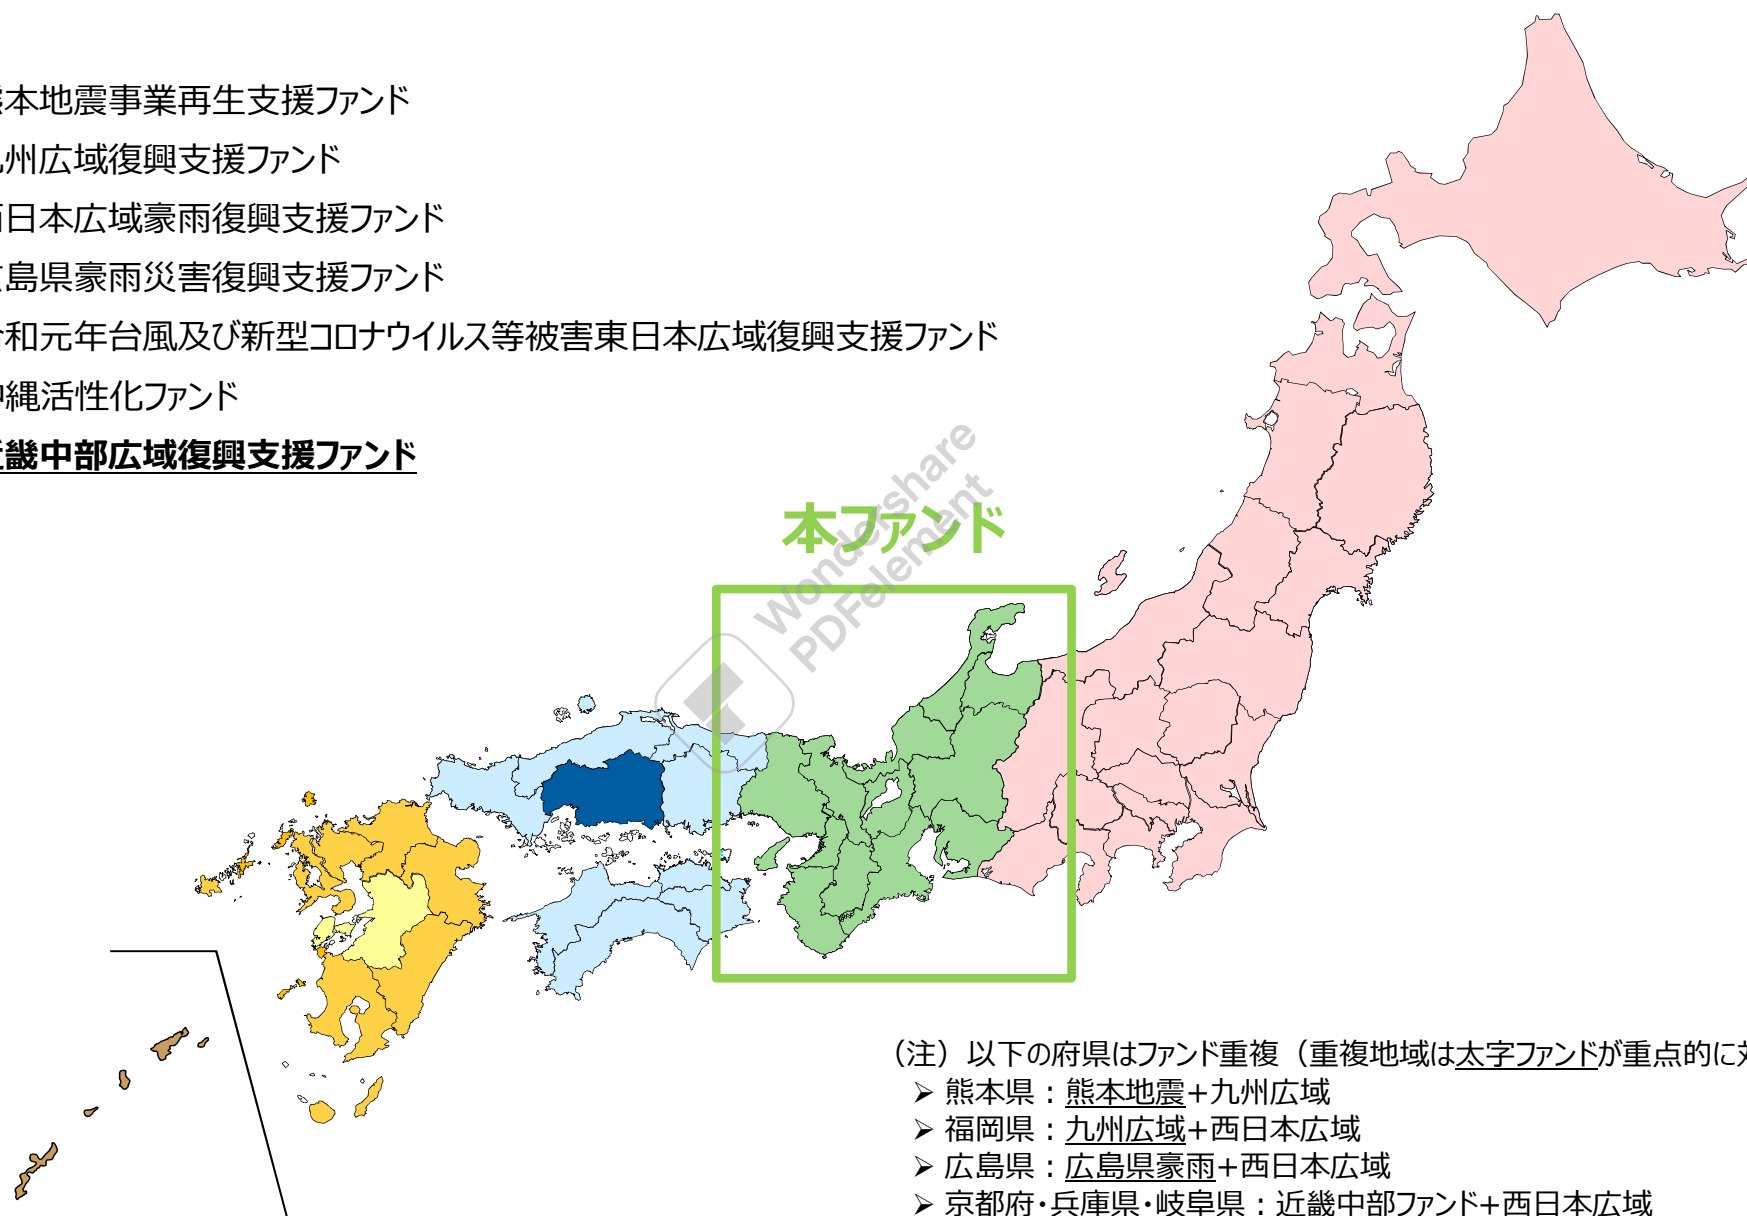 本地震事業再生支援ファンド
州広域復興支援ファンド
日本広域豪雨復興支援ファンド
島県豪雨災害復興支援ファンド
和元年台風及び新型コロナウイルス等被害東日本広域復興支援ファンド
縄活性化ファンド
畿中部広域復興支援ファンド
本ファンド
Wondershare
PDFelement
（注）以下の府県はファンド重複（重複地域は太字ファンドが重点的に
➢ 熊本県：熊本地震+九州広域
➢ 福岡県：九州広域+西日本広域
➢ 広島県：広島県豪雨+西日本広域
➢ 京都府・兵庫県・岐阜県：近畿中部ファンド+西日本広域